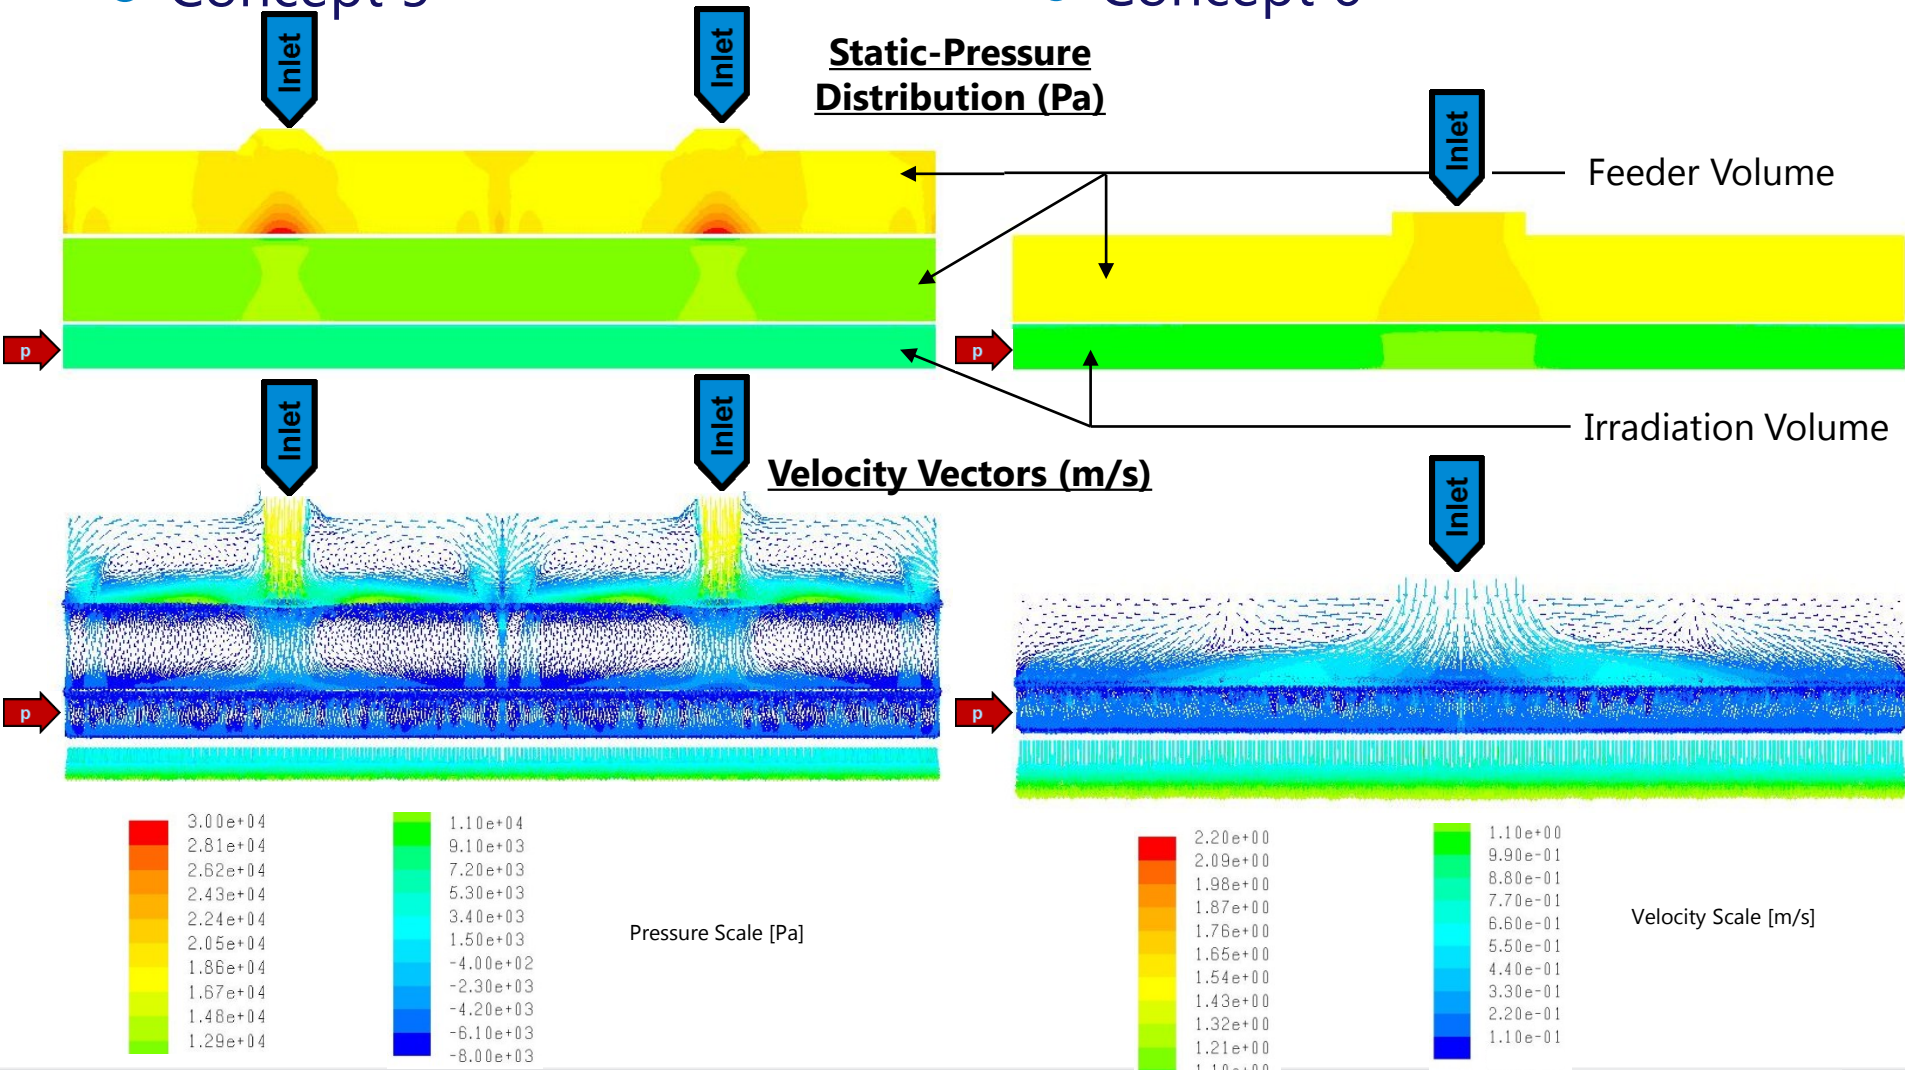 Concept 5
Concept 6
Inlet
Inlet
Static-Pressure
Distribution (Pa)
Inlet
Feeder Volume
p
p
Inlet
Inlet
Irradiation Volume
Velocity Vectors (m/s)
Inlet
p
p
3.00e+04
2.81e+04
2.62e+04
2.43e+04
2.24e+04
2.05e+04
1.86e+04
1.67e+04
1.48e+04
1.29e+04
1.10e+04
9.10e+03
7.20e+03
5.30e+03
3.40e+03
1.50e+03
-4.00e+02
-2.30e+03
-4.20e+03
-6.10e+03
-8.00e+03
Pressure Scale [Pa]
2.20e+00
2.09e+00
1.98e+00
1.87e+00
1.76e+00
1.65e+00
1.54e+00
1.43e+00
1.32e+00
1.21e+00
1.10e+00
1.10e+00
9.90e-01
8.80e-01
7.70e-01
6.60e-01
5.50e-01
4.40e-01
3.30e-01
2.20e-01
1.10e-01
Velocity Scale [m/s]